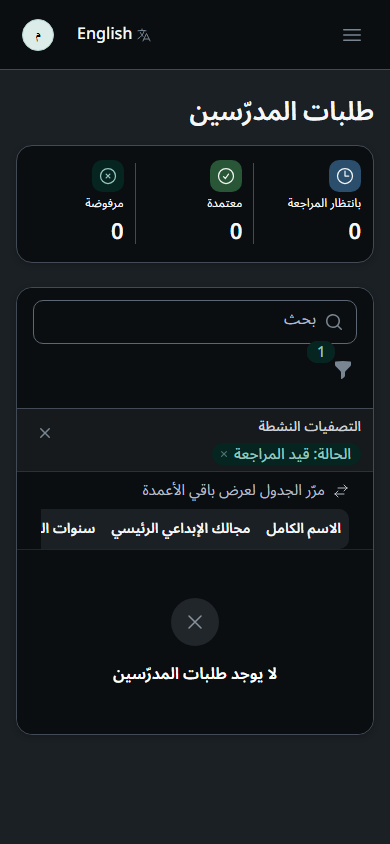 م
English
طلبات المدرّسين
بانتظار المراجعة
0
معتمدة
0
مرفوضة
0
بحث
1
التصفيات النشطة
الحالة: قيد المراجعة ×
مرّر الجدول لعرض باقي الأعمدة
الاسم الكامل مجالك الإبداعي الرئيسي سنوات ال
لا يوجد طلبات المدرّسين